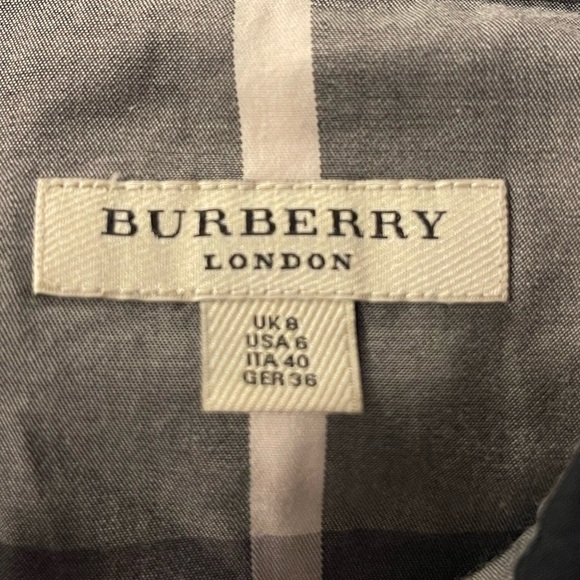 BURBERRY
LONDON
UK 8
USA 6
ITA 40
GER 36